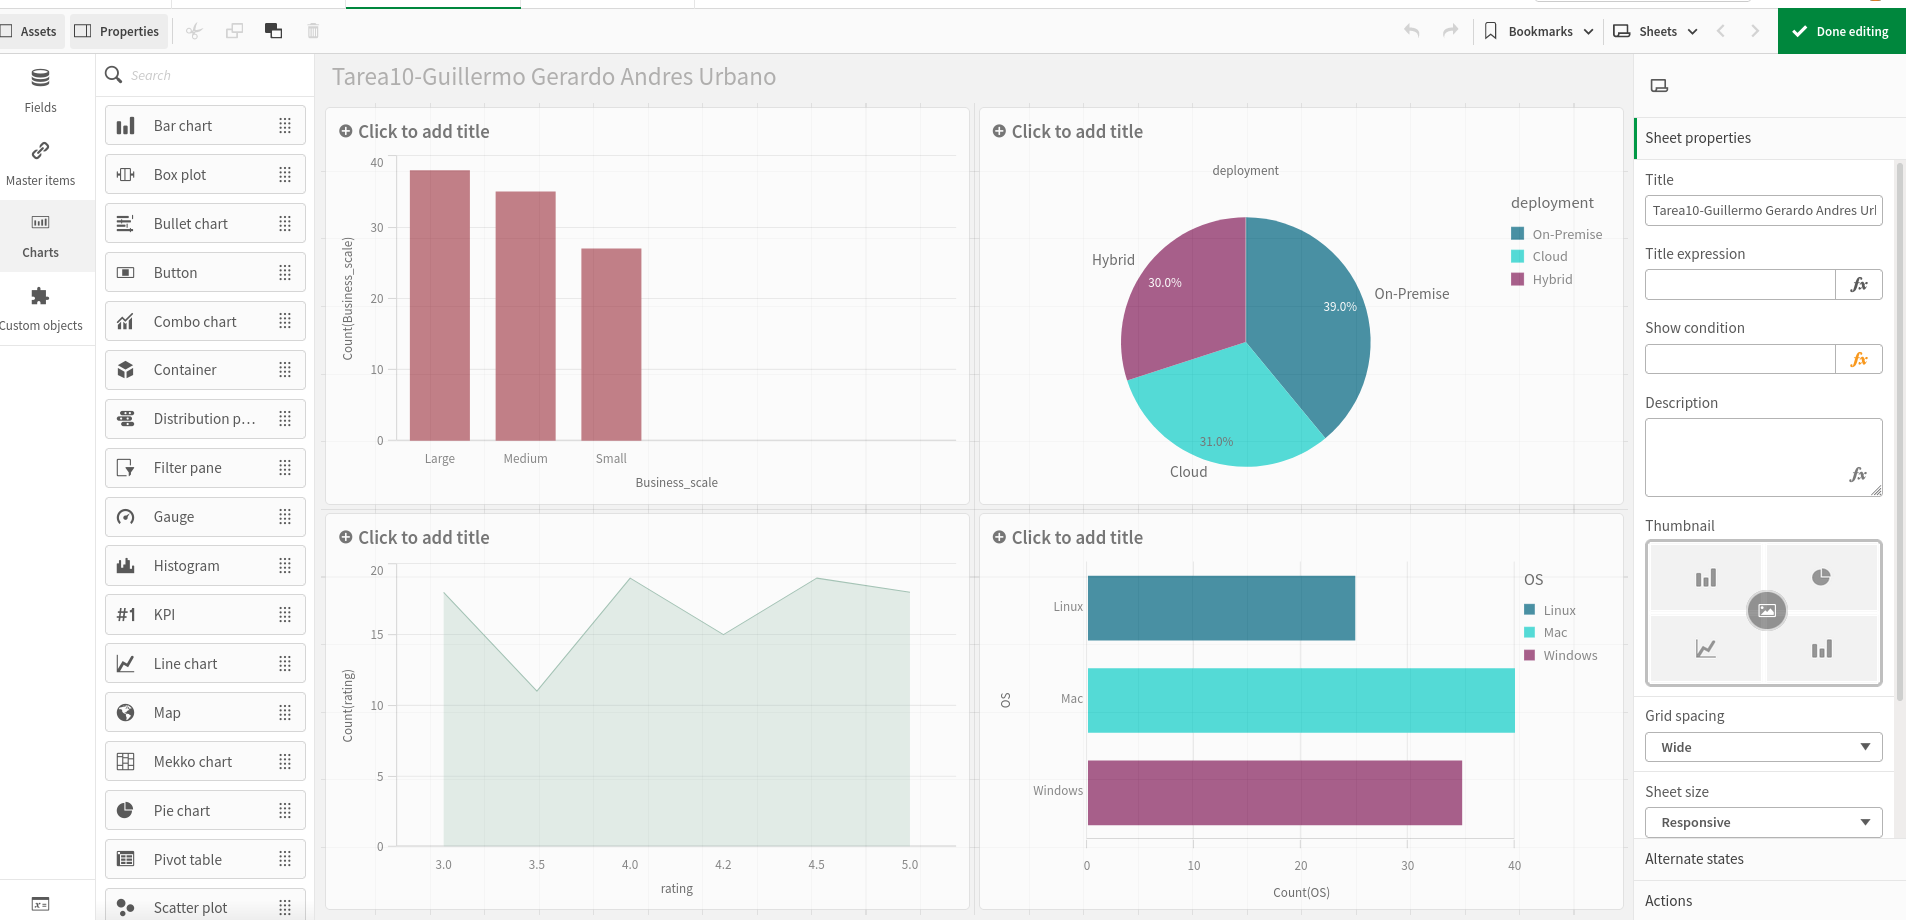 Assets
Properties
Bookmarks
Sheets
Done editing
Fields
Master items
Charts
Custom objects
Search
Bar chart
Box plot
Bullet chart
Button
Combo chart
Container
Distribution p...
Filter pane
Gauge
Histogram
#1 KPI
Line chart
Map
Mekko chart
Pie chart
Pivot table
Scatter plot
Tarea10-Guillermo Gerardo Andres Urbano
Click to add title
Count(Business_scale)
40
30
20
10
0
Large Medium Small
Business_scale
Click to add title
deployment
Hybrid
30.0%
39.0%
On-Premise
31.0%
Cloud
deployment
On-Premise
Cloud
Hybrid
Click to add title
Count(rating)
20
15
10
5
0
3.0 3.5 4.0 4.2 4.5 5.0
rating
Click to add title
OS
Linux
Mac
Windows
0 10 20 30 40
Count(OS)
OS
Linux
Mac
Windows
Sheet properties
Title
Tarea10-Guillermo Gerardo Andres Url
Title expression
fx
Show condition
fx
Description
fx
Thumbnail
Grid spacing
Wide
Sheet size
Responsive
Alternate states
Actions
x=